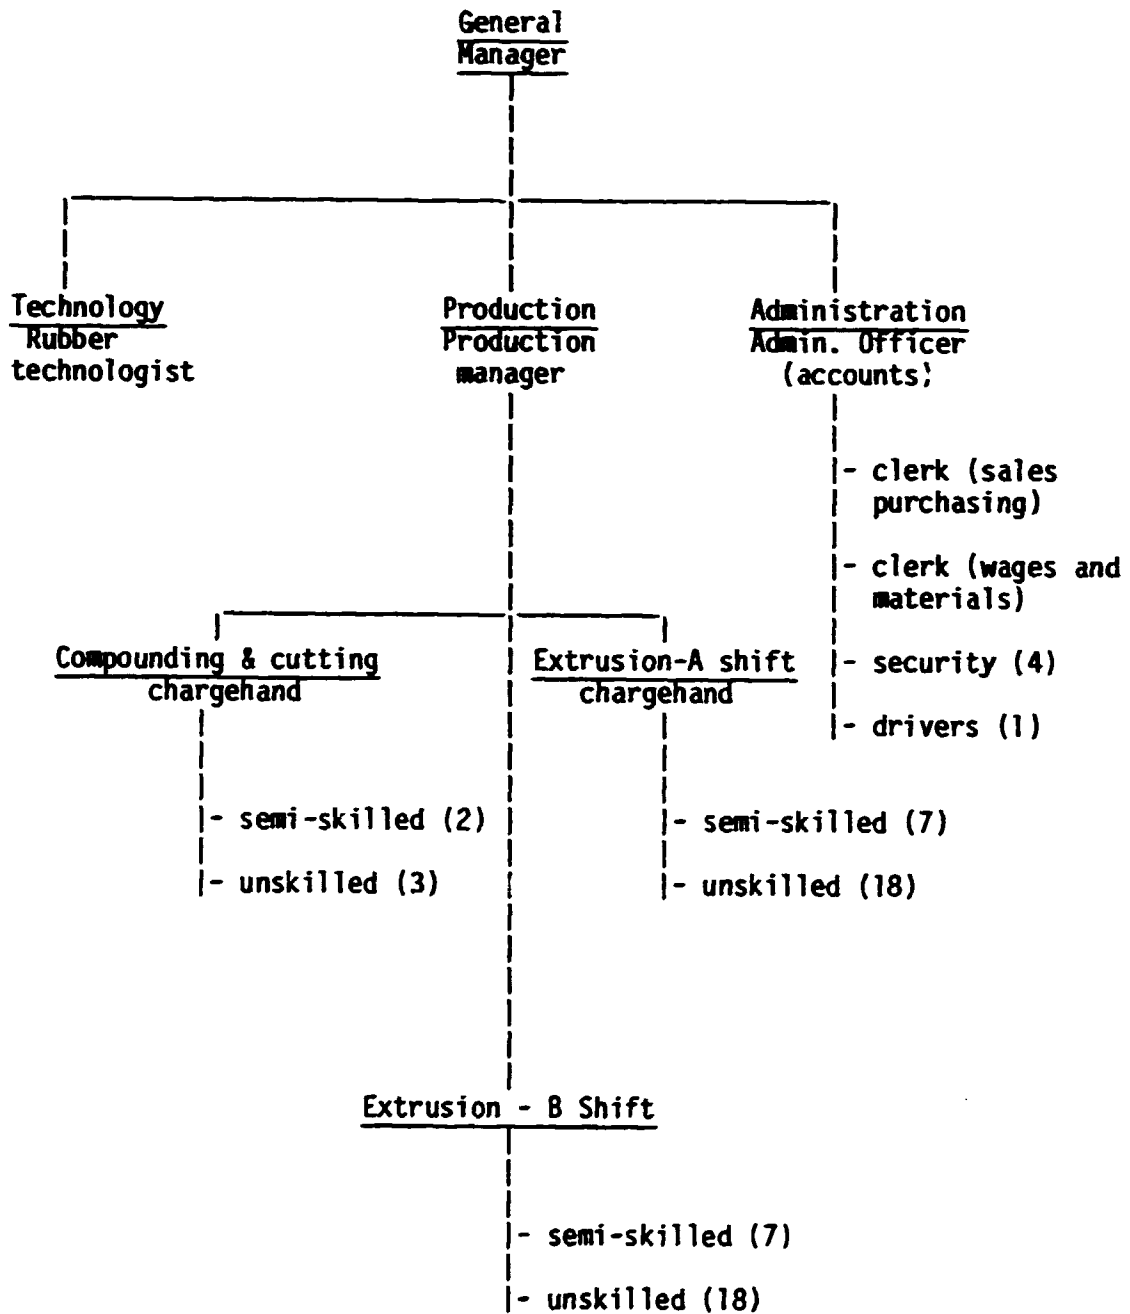 General
Manager
Technology
Rubber
technologist
Production
Production
manager
Administration
Admin. Officer
(accounts)
- clerk (sales
purchasing)
- clerk (wages and
materials)
- security (4)
- drivers (1)
Compounding & cutting
chargehand
- semi-skilled (2)
- unskilled (3)
Extrusion-A shift
chargehand
- semi-skilled (7)
- unskilled (18)
Extrusion - B Shift
- semi-skilled (7)
- unskilled (18)